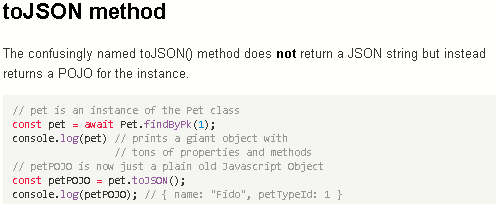 toJSON method
The confusingly named toJSON() method does not return a JSON string but instead
returns a POJO for the instance.
// pet is an instance of the Pet class
const pet = await Pet.findByPk(1);
console.log(pet) // prints a giant object with
// tons of properties and methods
// petPOJO is now just a plain old Javascript Object
const petPOJO = pet.toJSON();
console.log(petPOJO); // { name: "Fido", petTypeId: 1 }